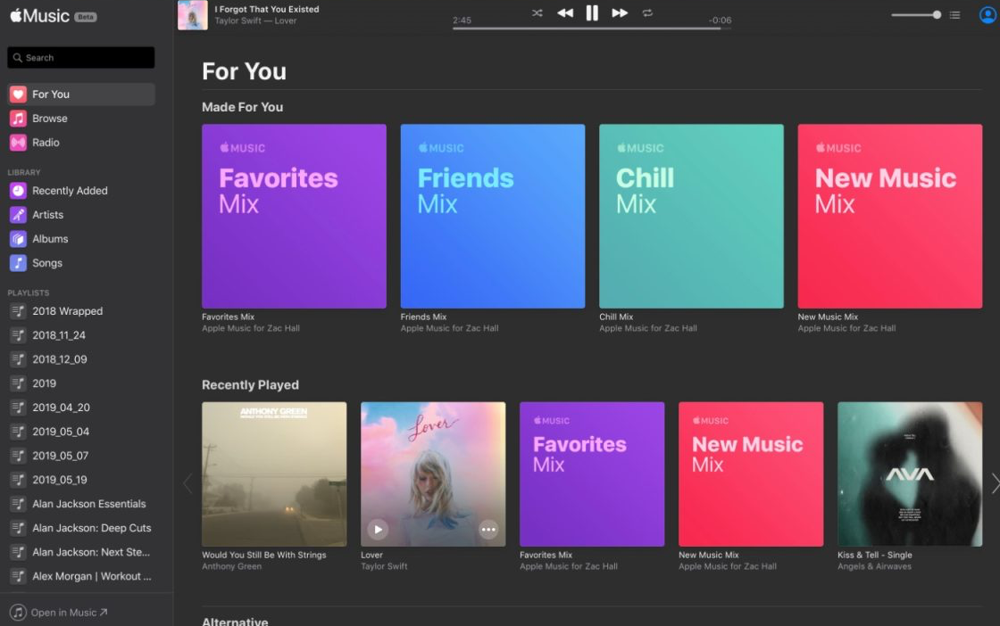 Music Beta
Search
For You
Browse
Radio
LIBRARY
Recently Added
Artists
Albums
Songs
PLAYLISTS
2018 Wrapped
2018_11_24
2018_12_09
2019
2019_04_20
2019_05_04
2019_05_07
2019_05_19
Alan Jackson Essentials
Alan Jackson: Deep Cuts
Alan Jackson: Next Ste...
Alex Morgan | Workout ...
Open in Music
I Forgot That You Existed
Taylor Swift — Lover
2:45
-0:06
For You
Made For You
MUSIC
Favorites
Mix
Favorites Mix
Apple Music for Zac Hall
MUSIC
Friends
Mix
Friends Mix
Apple Music for Zac Hall
MUSIC
Chill
Mix
Chill Mix
Apple Music for Zac Hall
MUSIC
New Music
Mix
New Music Mix
Apple Music for Zac Hall
Recently Played
ANTHONY GREEN
WOULD YOU STILL BE WITH STRINGS
Would You Still Be With Strings
Anthony Green
Lover
Lover
Taylor Swift
MUSIC
Favorites
Mix
Favorites Mix
Apple Music for Zac Hall
MUSIC
New Music
Mix
New Music Mix
Apple Music for Zac Hall
AVA
Kiss & Tell - Single
Angels & Airwaves
Alternative